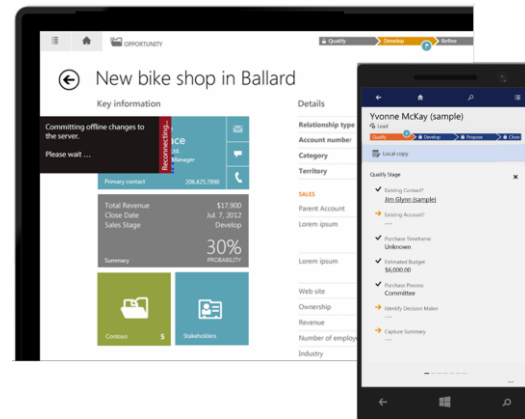 OPPORTUNITY
Qualify
Develop
Refine
New bike shop in Ballard
Key information
Details
Committing offline changes to
the server.
Please wait ...
Reconnecting...
ce
Ltd.
Manager
Primary contact
206.425.7890
Total Revenue $17,900
Close Date Jul. 7, 2012
Sales Stage Develop
30%
Summary PROBABILITY
Contoso 5
Stakeholders
Relationship type
Account number
Category
Territory
SALES
Parent Account
Lorem ipsum
Lorem ipsum
Web site
Ownership
Revenue
Number of employ
Industry
Yvonne McKay (sample)
Lead
Qualify
Develop
Propose
Close
Local copy
Qualify Stage
Existing Contact?
Jim Glynn (sample)
Existing Account?
---
Purchase Timeframe
Unknown
Estimated Budget
$6,000.00
Purchase Process
Committee
Identify Decision Maker
---
Capture Summary
---
...